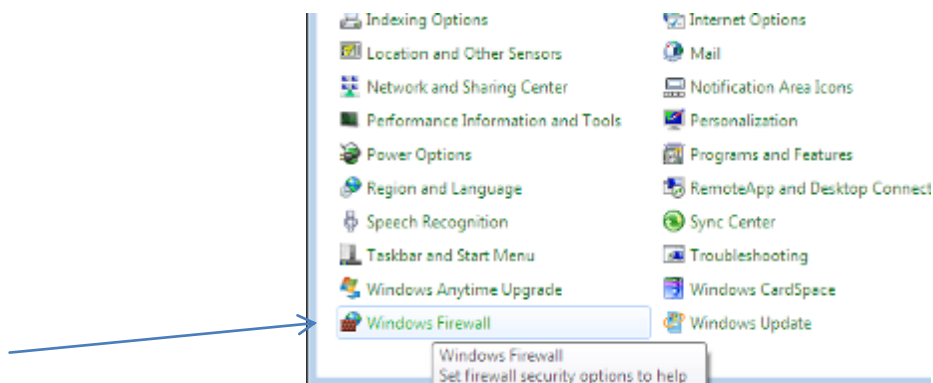 Indexing Options
Internet Options
Location and Other Sensors
Mail
Network and Sharing Center
Notification Area Icons
Performance Information and Tools
Personalization
Power Options
Programs and Features
Region and Language
RemoteApp and Desktop Connect
Speech Recognition
Sync Center
Taskbar and Start Menu
Troubleshooting
Windows Anytime Upgrade
Windows CardSpace
Windows Firewall
Windows Update
Windows Firewall
Set firewall security options to help